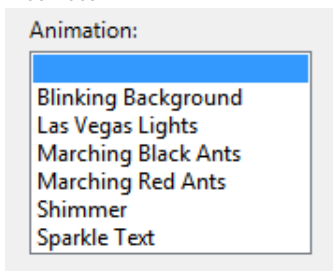 Animation:
Blinking Background
Las Vegas Lights
Marching Black Ants
Marching Red Ants
Shimmer
Sparkle Text